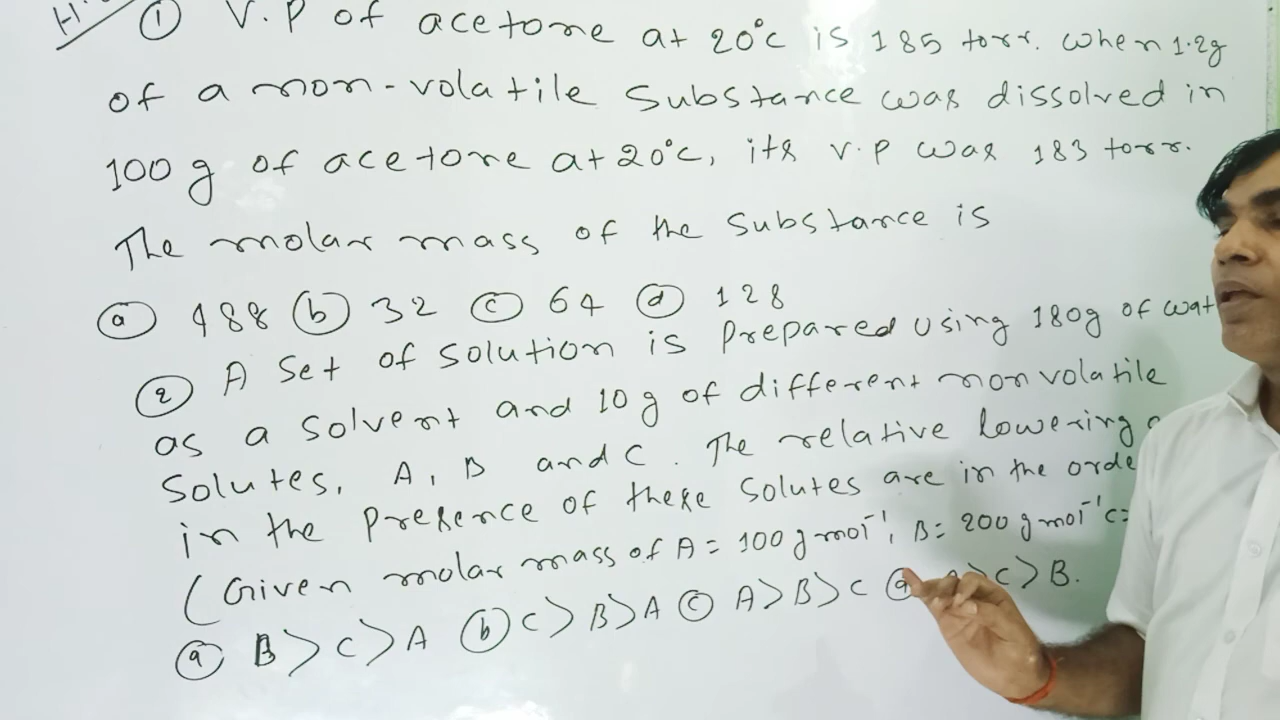 H.
① V.P of acetone at 20°c is 185 torr. when 1.2g
of a non-volatile substance was dissolved in
100 g of acetone at 20°c, its v.p was 183 torr.
The molar mass of the substance is
ⓐ 488 ⓑ 32 ⓒ 64 ⓓ 128
② A set of solution is prepared using 180g of wat
as a solvent and 10g of different nonvolatile
solutes, A, B and C. The relative lowering
in the presence of these solutes are in the orde
(Given molar mass of A = 100 g mol⁻¹, B = 200 g mol⁻¹ C=
ⓐ B > C > A ⓑ C > B > A ⓒ A > B > C > C > B.